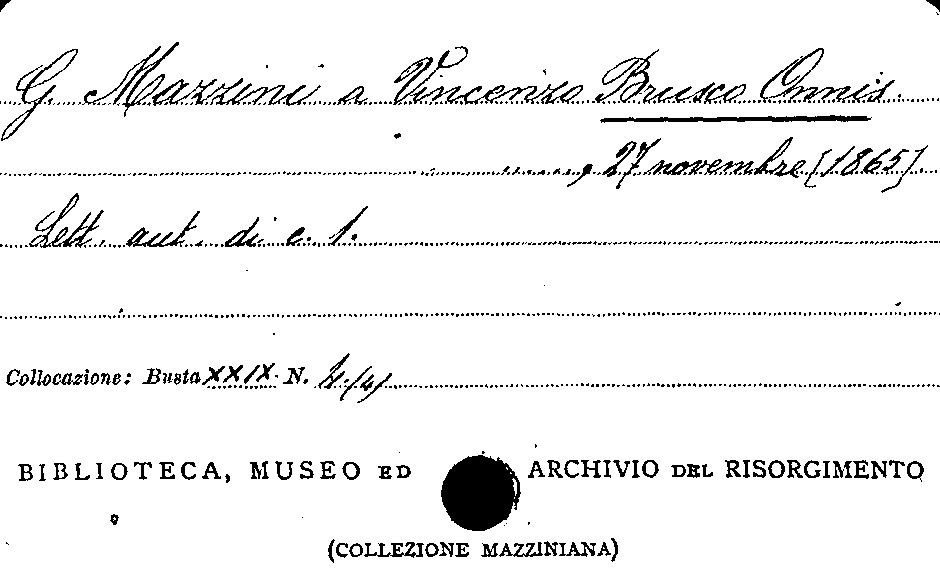 G. Mazzini a Vincenzo Brusco Onnis.
......, 27 novembre [1865].
Lett. aut. di c. 1.
Collocazione: Busta XXIX. N. 4/4)
BIBLIOTECA, MUSEO ED ARCHIVIO DEL RISORGIMENTO
(COLLEZIONE MAZZINIANA)